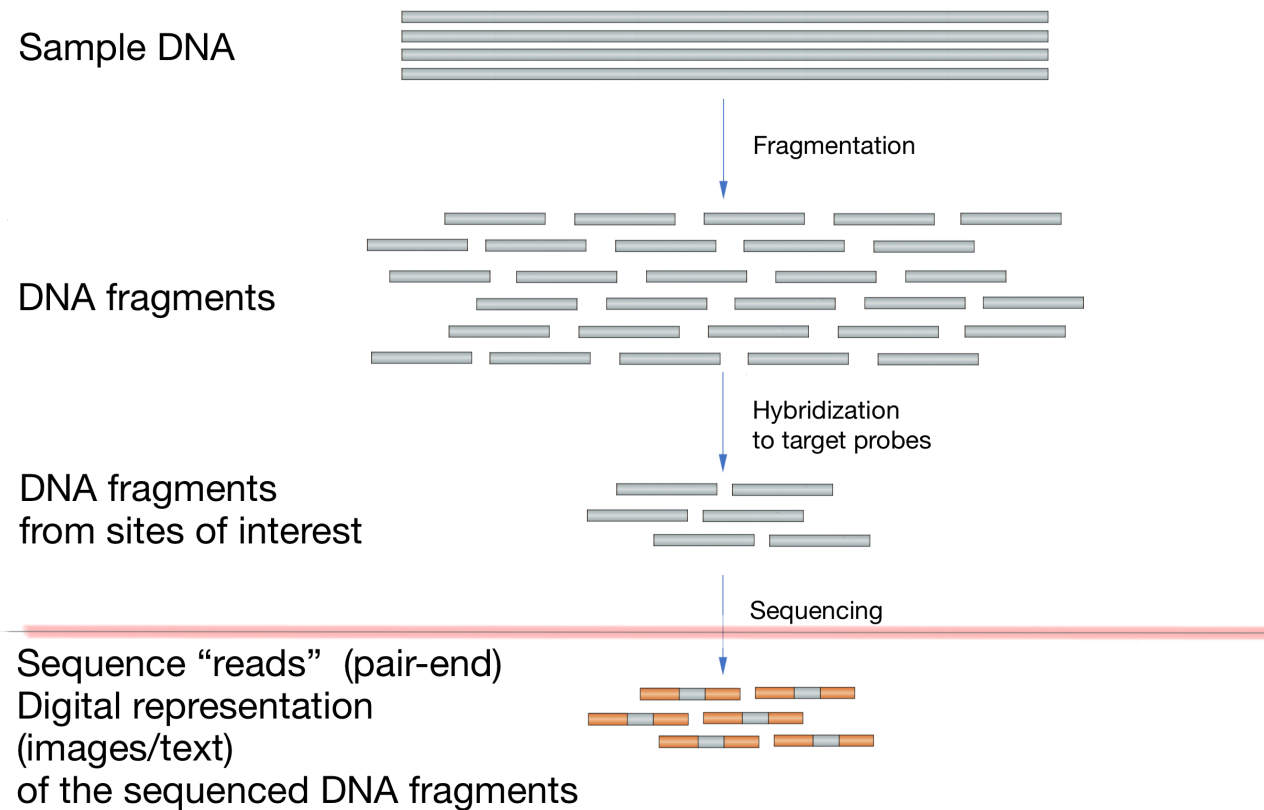 Sample DNA
Fragmentation
DNA fragments
Hybridization
to target probes
DNA fragments
from sites of interest
Sequencing
Sequence “reads”  (pair-end)
Digital representation
(images/text)
of the sequenced DNA fragments